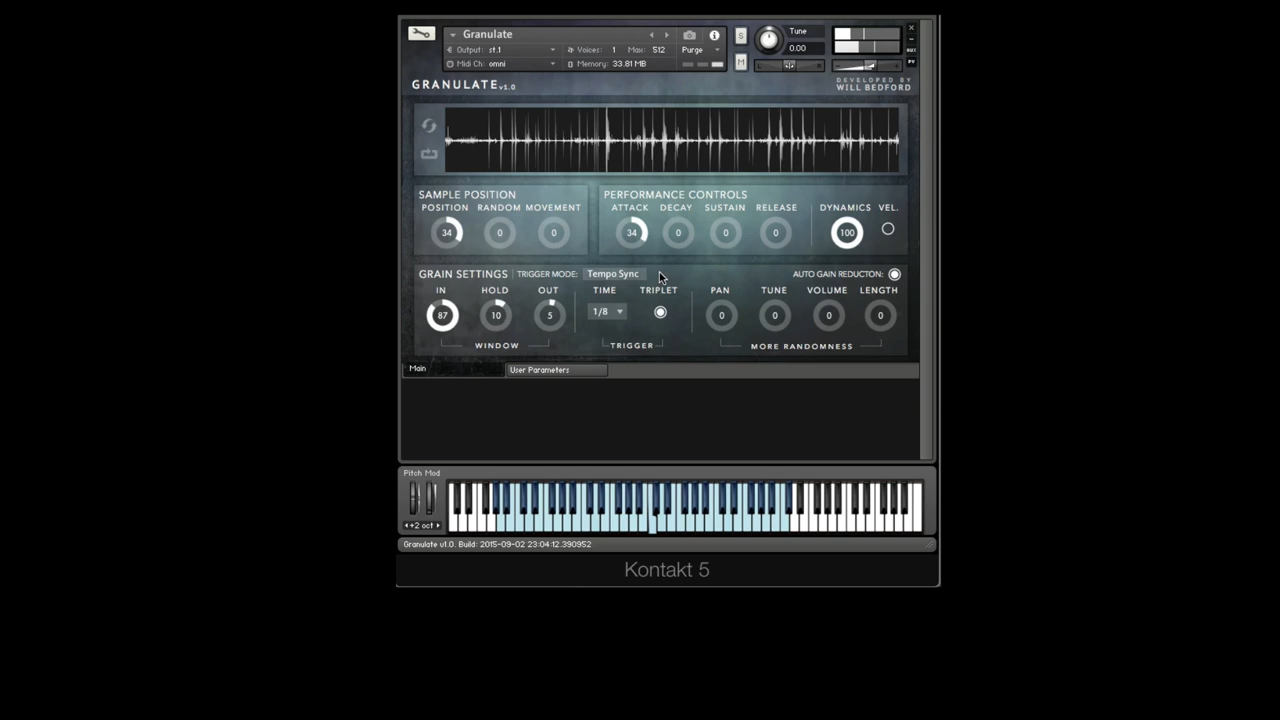 Granulate
Output: st.1 Voices: 1 Max: 512 Purge
Midi Ch: omni Memory: 33.81 MB
S
M
Tune
0.00
AUX
PV
GRANULATE v1.0
DEVELOPED BY
WILL BEDFORD
SAMPLE POSITION
POSITION RANDOM MOVEMENT
34 0 0
PERFORMANCE CONTROLS
ATTACK DECAY SUSTAIN RELEASE DYNAMICS VEL.
34 0 0 0 100
GRAIN SETTINGS TRIGGER MODE: Tempo Sync AUTO GAIN REDUCTON:
IN HOLD OUT TIME TRIPLET PAN TUNE VOLUME LENGTH
87 10 5 1/8 0 0 0 0
WINDOW TRIGGER MORE RANDOMNESS
Main User Parameters
Pitch Mod
+2 oct
Granulate v1.0. Build: 2015-09-02 23:04:12.390952
Kontakt 5